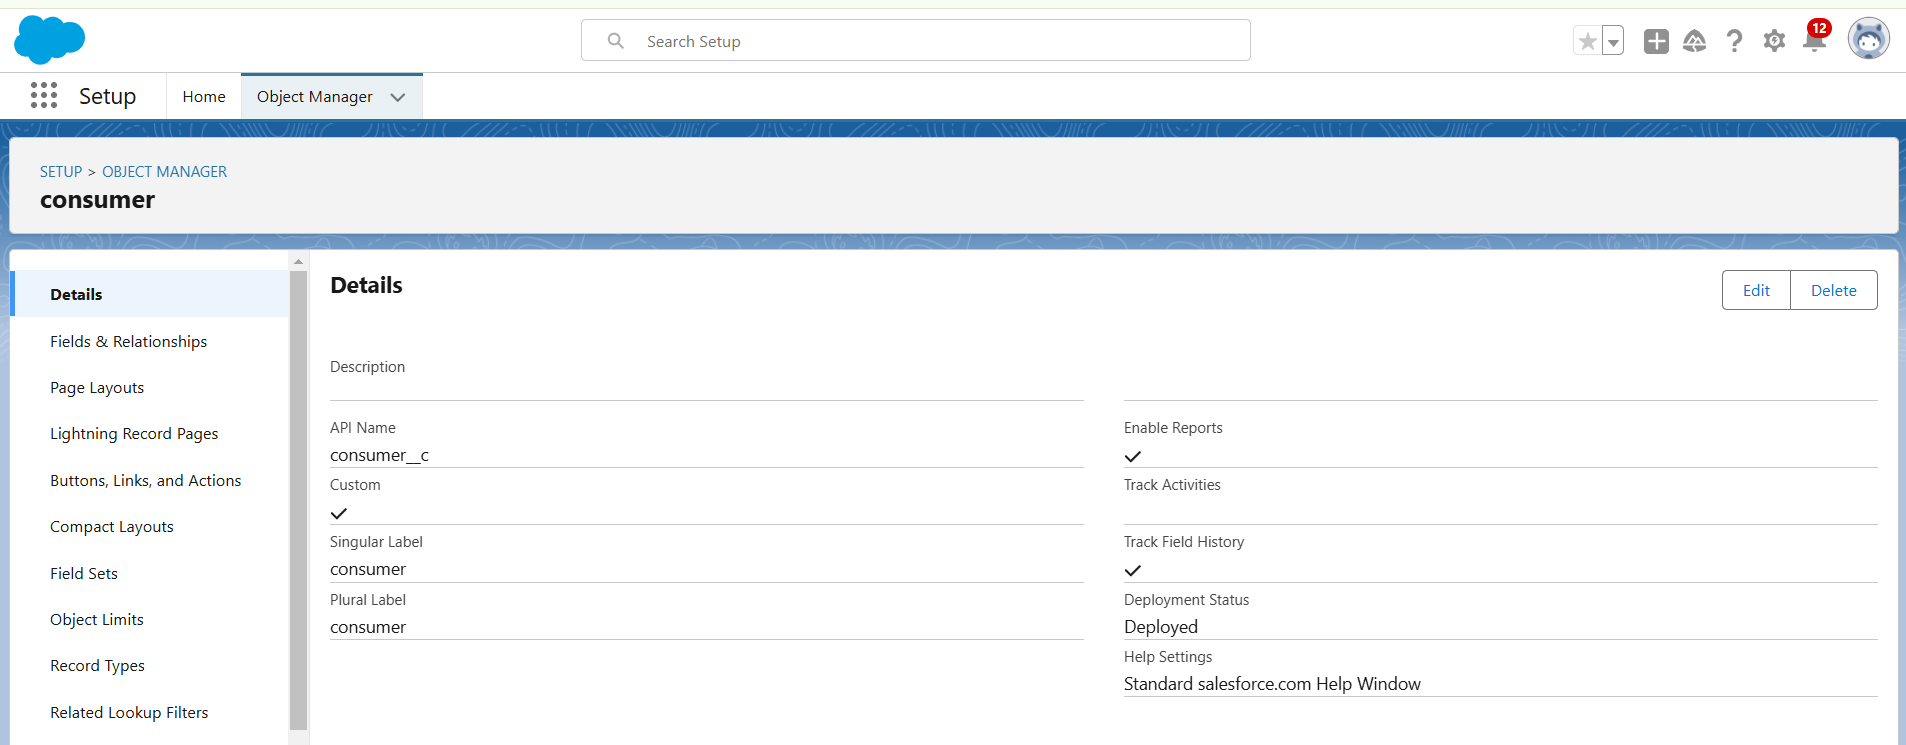 Search Setup
12
Setup
Home
Object Manager
SETUP > OBJECT MANAGER
consumer
Details
Fields & Relationships
Page Layouts
Lightning Record Pages
Buttons, Links, and Actions
Compact Layouts
Field Sets
Object Limits
Record Types
Related Lookup Filters
Details
Edit
Delete
Description
API Name
consumer__c
Custom
Singular Label
consumer
Plural Label
consumer
Enable Reports
Track Activities
Track Field History
Deployment Status
Deployed
Help Settings
Standard salesforce.com Help Window